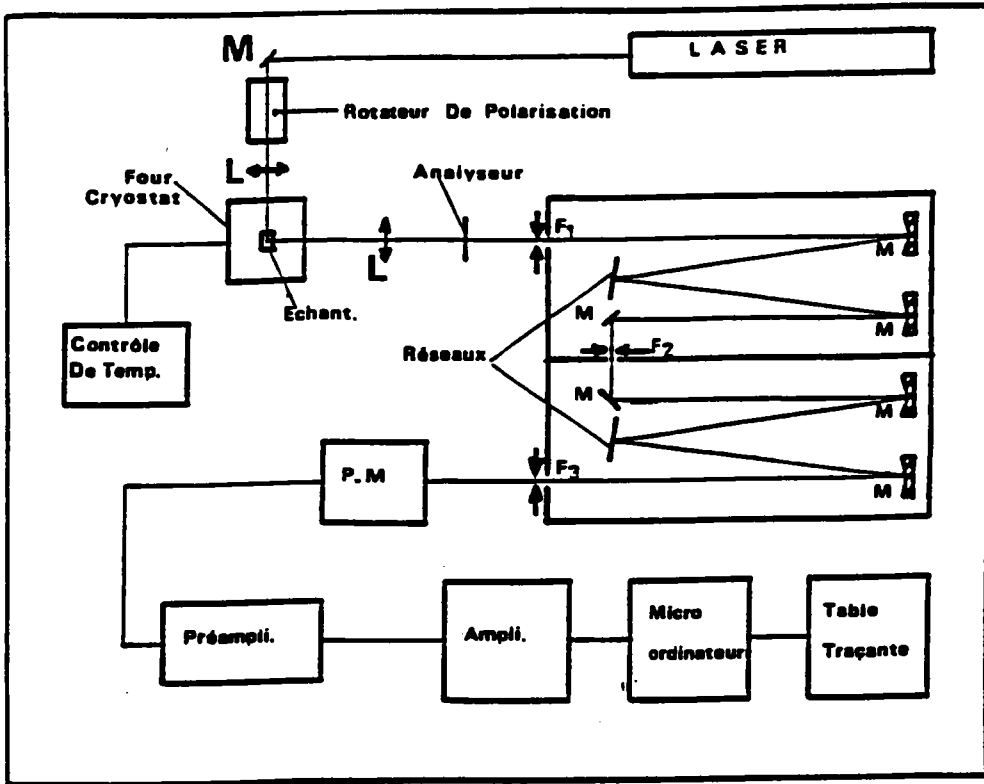 M
LASER
Rotateur De Polarisation
L
Four
Cryostat
Analyseur
F1
M
L
Echant.
M
M
Contrôle
De Temp.
Réseaux
F2
M
M
P.M
F3
M
Préampli.
Ampli.
Micro
ordinateur
Table
Traçante